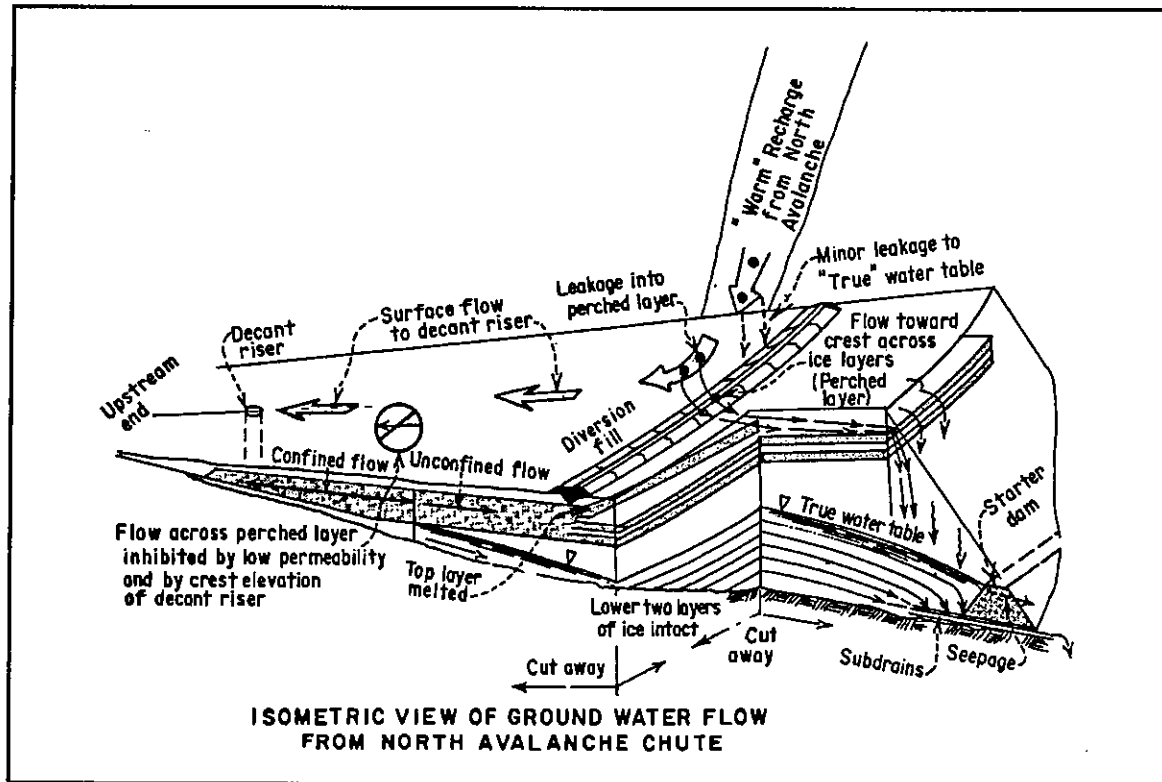 "Warm" Recharge
from North
Avalanche
Minor leakage to
"True" water table
Leakage into
perched layer
Surface flow
to decant riser
Decant
riser
Flow toward
crest across
ice layers
(Perched
layer)
Upstream
end
Diversion
fill
Confined flow
Unconfined flow
Starter
dam
True water table
Flow across perched layer
inhibited by low permeability
and by crest elevation
of decant riser
Top layer
melted
Lower two layers
of ice intact
Cut
away
Subdrains
Seepage
Cut away
ISOMETRIC VIEW OF GROUND WATER FLOW
FROM NORTH AVALANCHE CHUTE